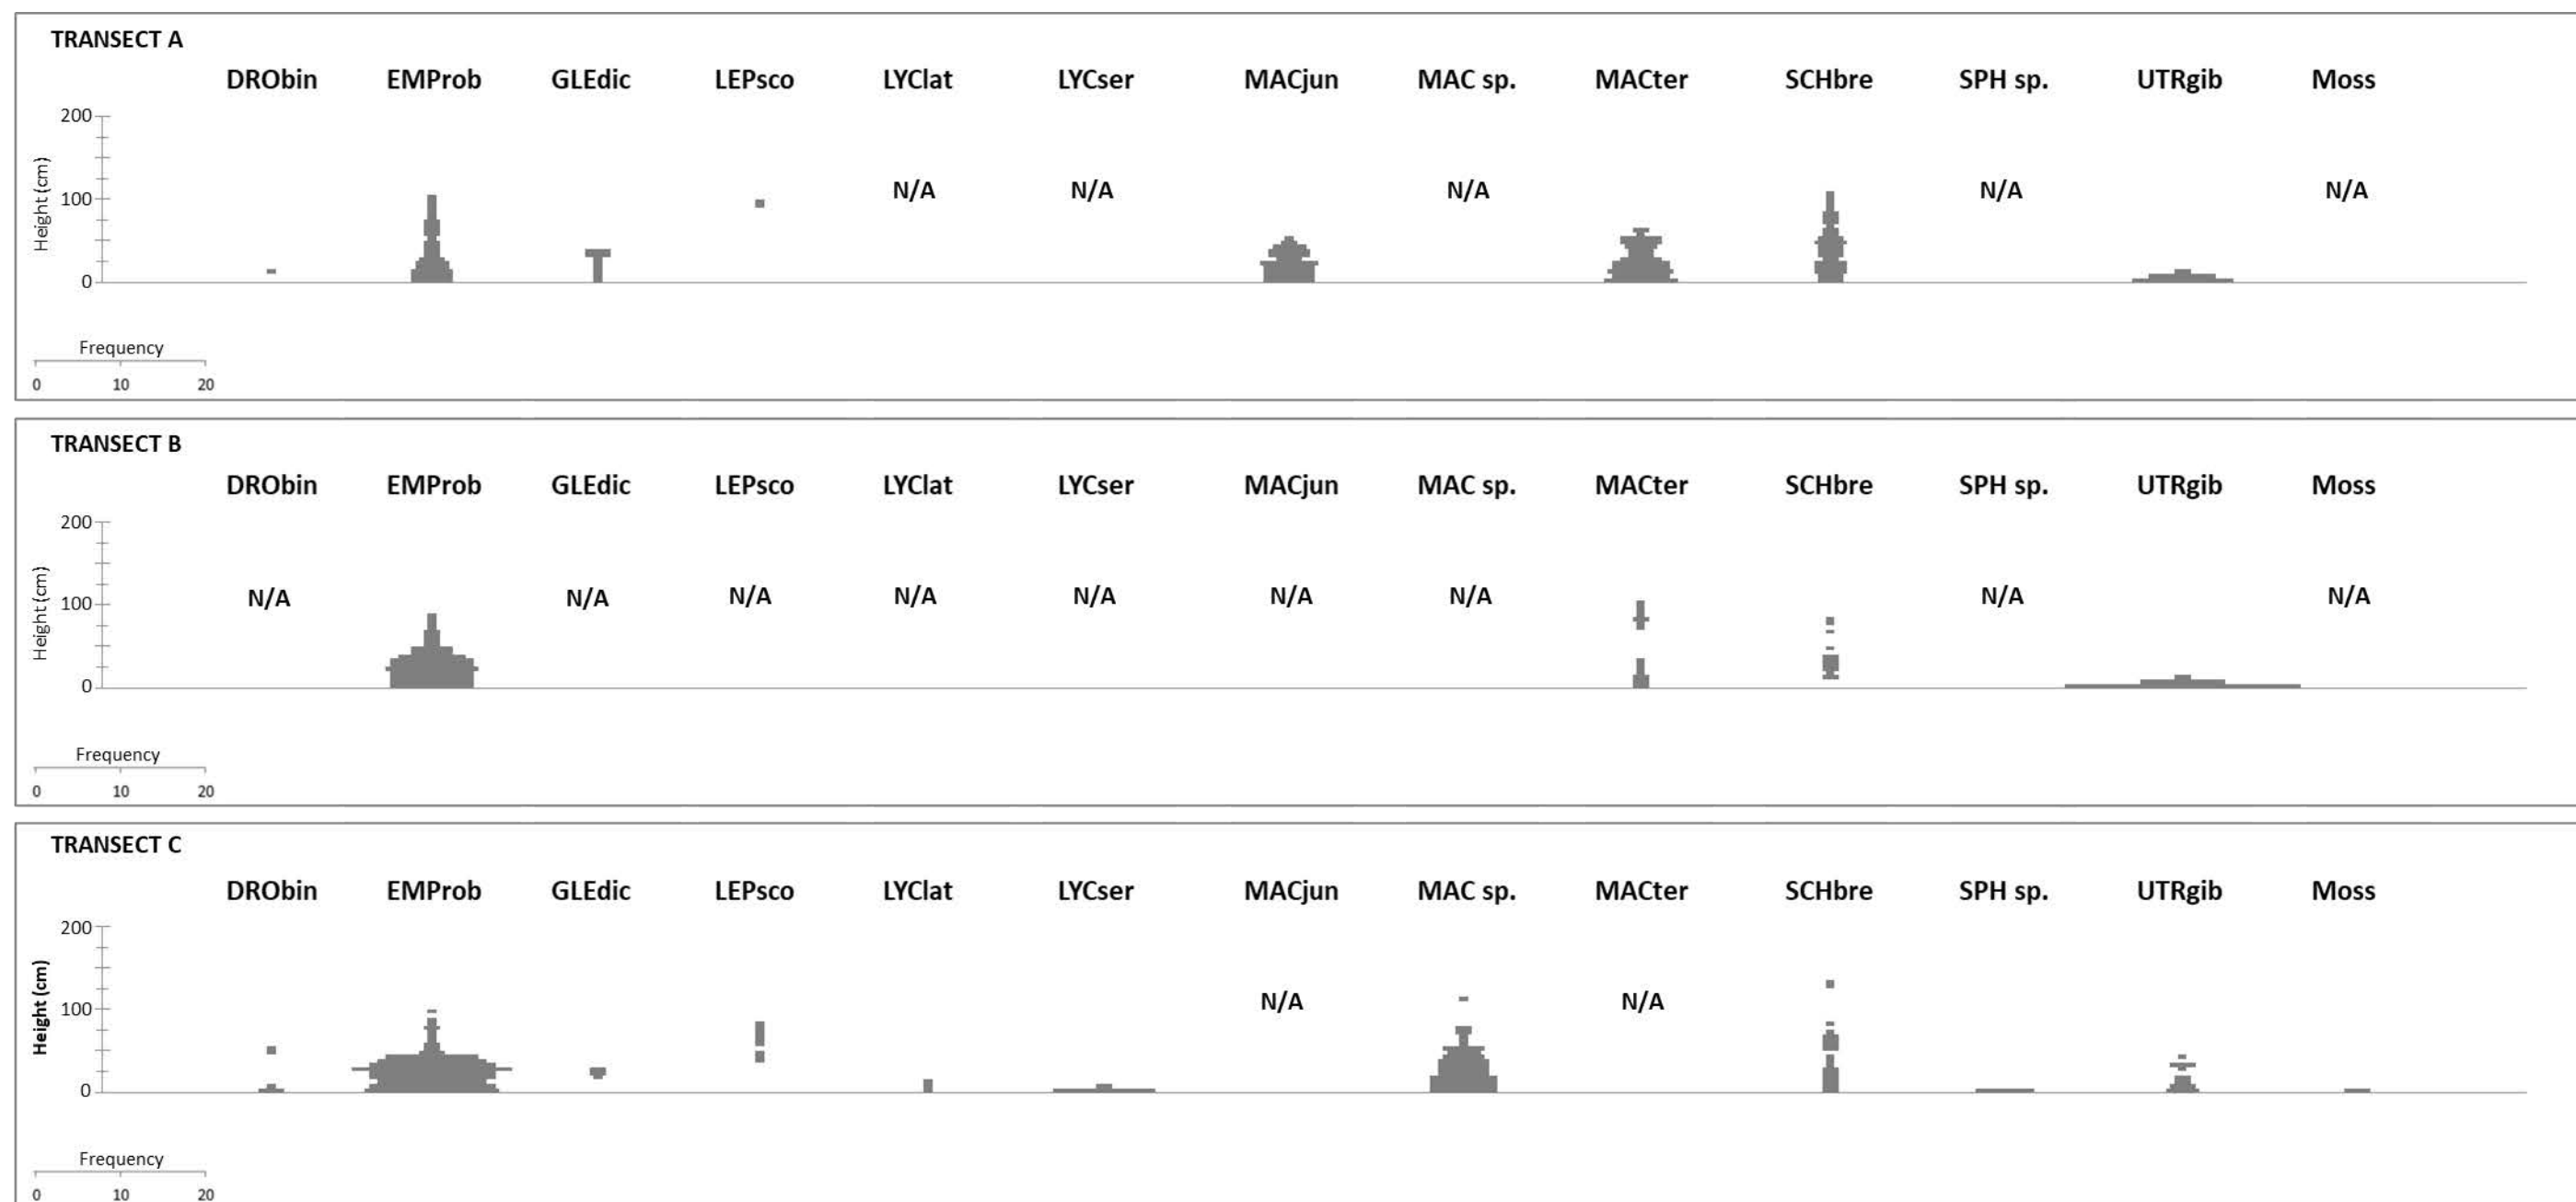 TRANSECT A
DRObin EMProb GLEdic LEPsco LYClat LYCser MACjun MAC sp. MACter SCHbre SPH sp. UTRgib Moss
200
Height (cm)
100
N/A N/A N/A N/A N/A
0
Frequency
0 10 20
TRANSECT B
DRObin EMProb GLEdic LEPsco LYClat LYCser MACjun MAC sp. MACter SCHbre SPH sp. UTRgib Moss
200
Height (cm)
100
N/A N/A N/A N/A N/A N/A N/A N/A N/A
0
Frequency
0 10 20
TRANSECT C
DRObin EMProb GLEdic LEPsco LYClat LYCser MACjun MAC sp. MACter SCHbre SPH sp. UTRgib Moss
200
Height (cm)
100
N/A N/A
0
Frequency
0 10 20